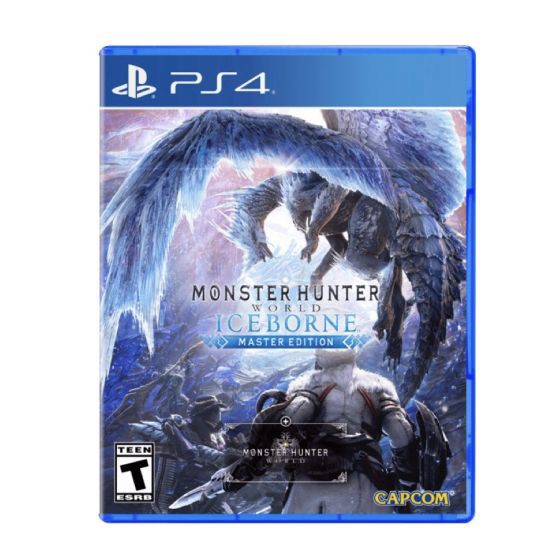 PS4
MONSTER HUNTER
WORLD
ICEBORNE
MASTER EDITION
+
MONSTER HUNTER
WORLD
TEEN
T
ESRB
CAPCOM